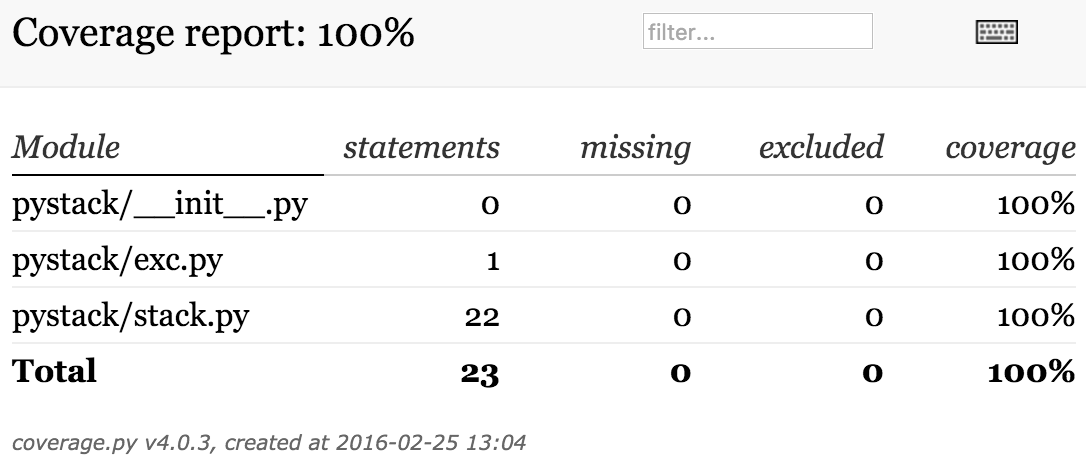 Coverage report: 100%
filter...
Module statements missing excluded coverage
pystack/__init__.py 0 0 0 100%
pystack/exc.py 1 0 0 100%
pystack/stack.py 22 0 0 100%
Total 23 0 0 100%
coverage.py v4.0.3, created at 2016-02-25 13:04